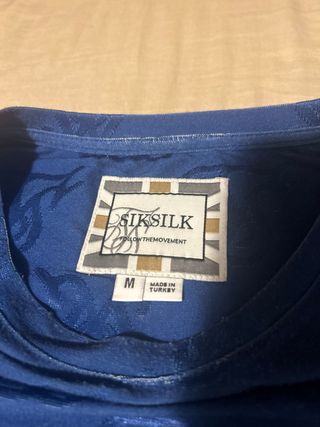 SIKSILK
FOLLOWTHEMOVEMENT
M
MADE IN
TURKEY